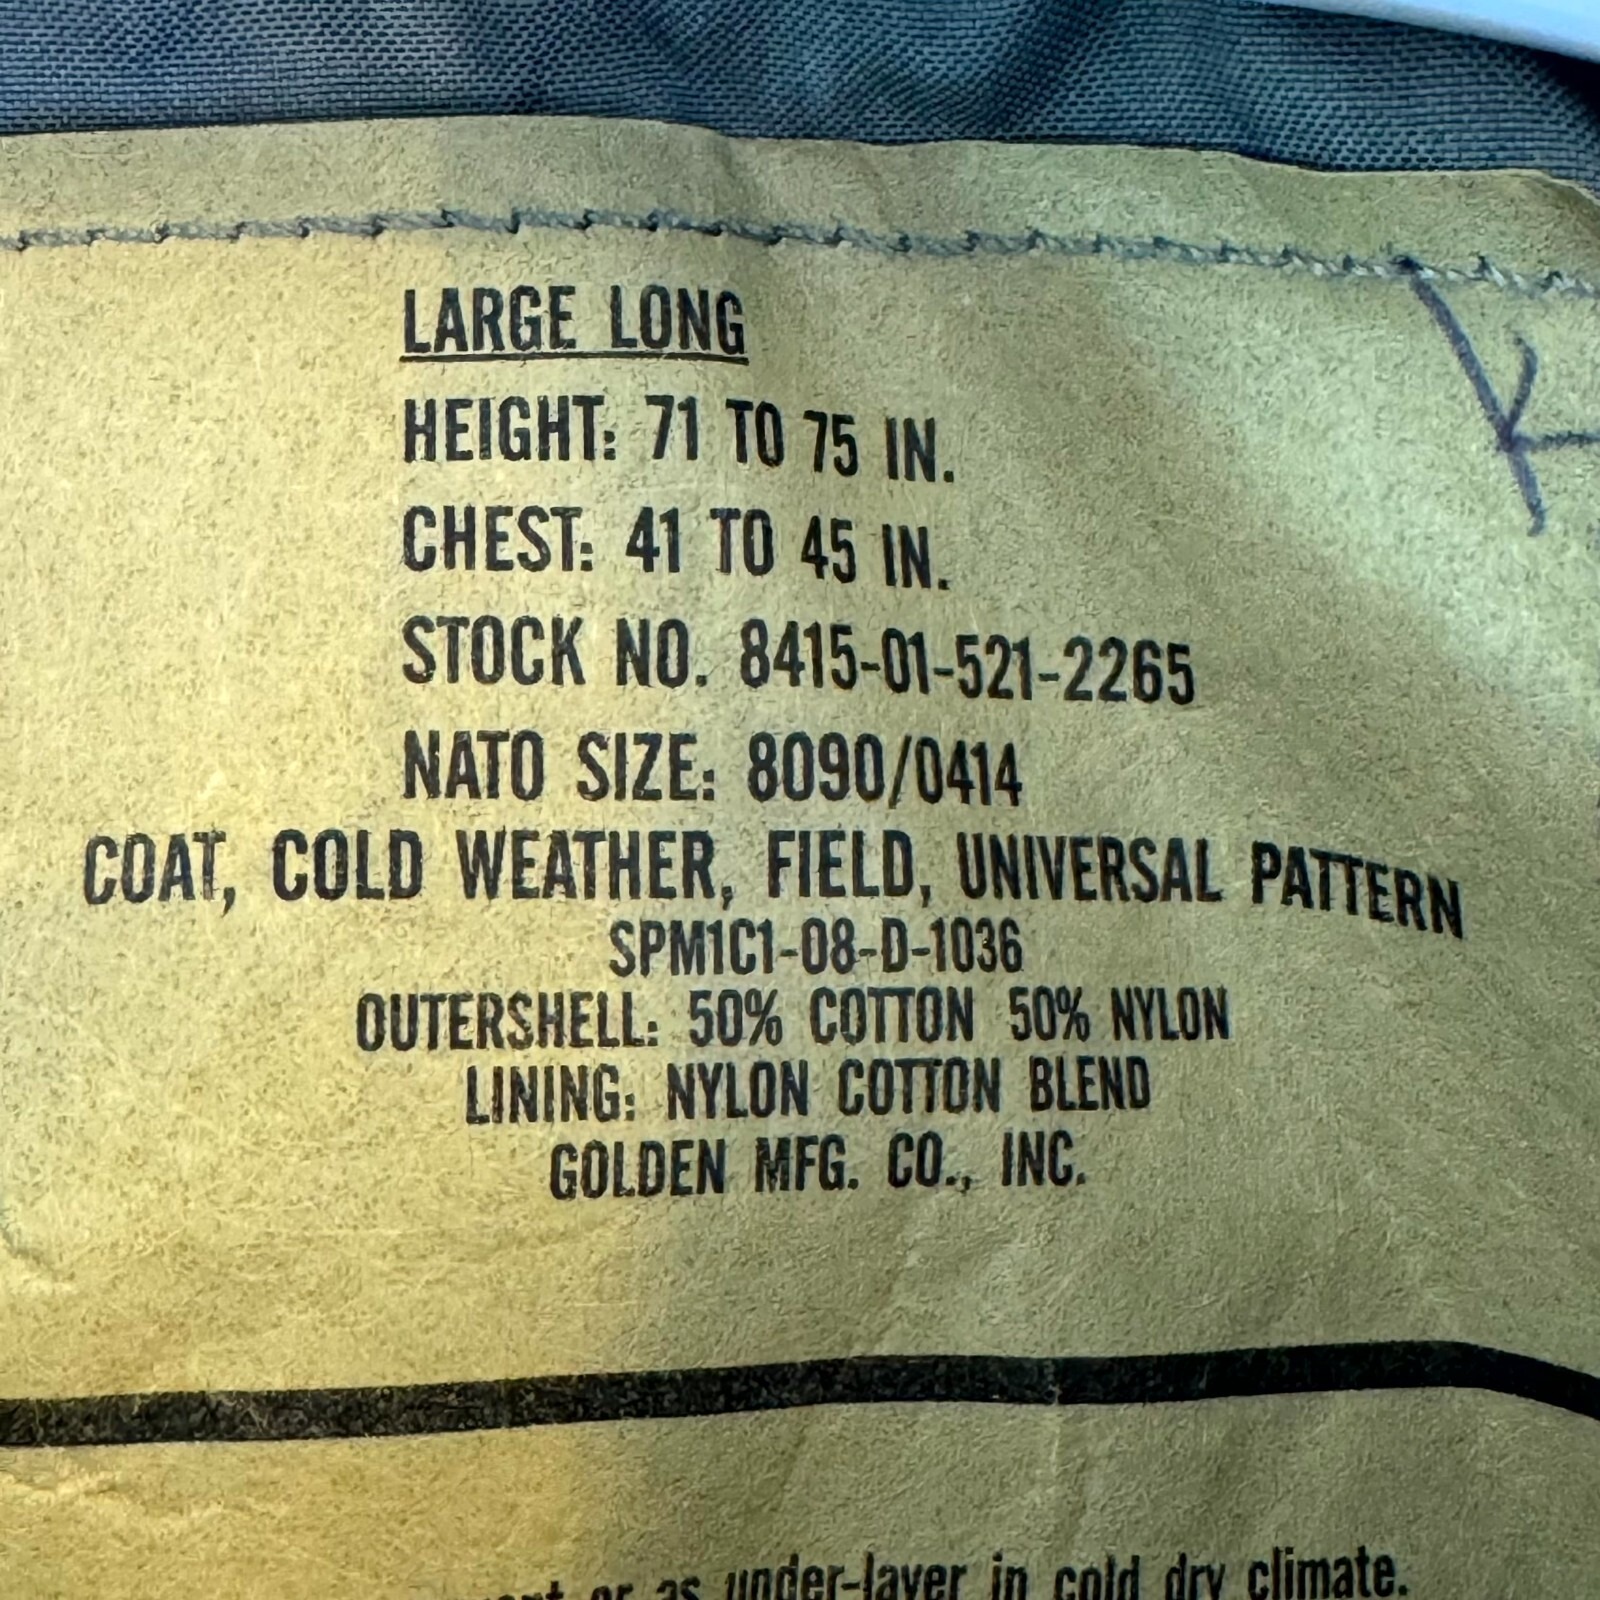 LARGE LONG
HEIGHT: 71 TO 75 IN.
CHEST: 41 TO 45 IN.
STOCK NO. 8415-01-521-2265
NATO SIZE: 8090/0414
COAT, COLD WEATHER, FIELD, UNIVERSAL PATTERN
SPM1C1-08-D-1036
OUTERSHELL: 50% COTTON 50% NYLON
LINING: NYLON COTTON BLEND
GOLDEN MFG. CO., INC.
or as under-layer in cold dry climate.